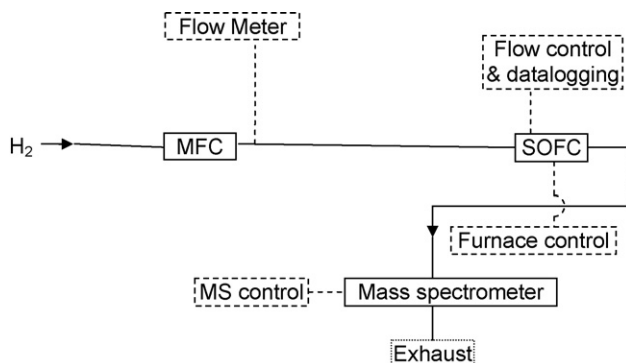 Flow Meter
Flow control
& datalogging
H₂
MFC
SOFC
Furnace control
MS control
Mass spectrometer
Exhaust